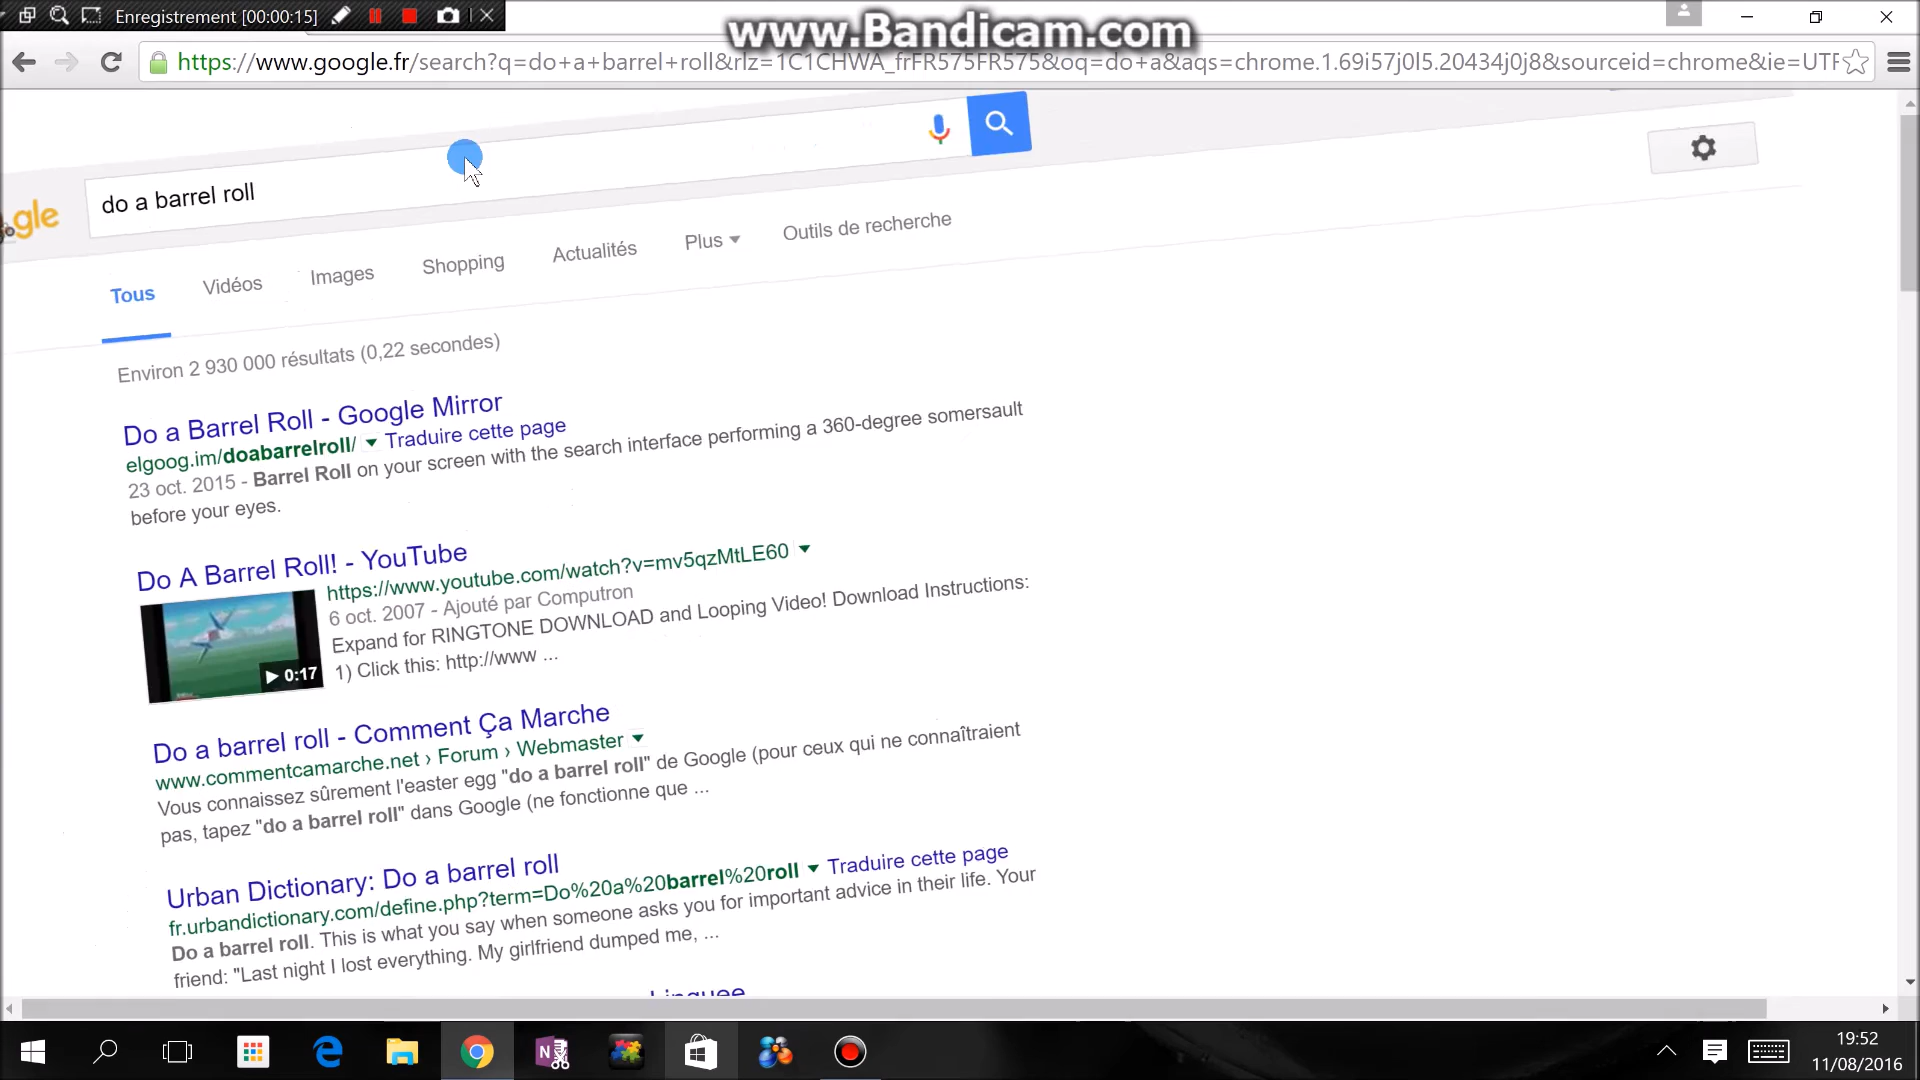 Enregistrement [00:00:15]
www.Bandicam.com
https://www.google.fr/search?q=do+a+barrel+roll&rlz=1C1CHWA_frFR575FR575&oq=do+a&aqs=chrome.1.69i57j0l5.20434j0j8&sourceid=chrome&ie=UTF
gle
do a barrel roll
Tous Vidéos Images Shopping Actualités Plus Outils de recherche
Environ 2 930 000 résultats (0,22 secondes)
Do a Barrel Roll - Google Mirror
elgoog.im/doabarrelroll/ Traduire cette page
23 oct. 2015 - Barrel Roll on your screen with the search interface performing a 360-degree somersault
before your eyes.
Do A Barrel Roll! - YouTube
https://www.youtube.com/watch?v=mv5qzMtLE60
6 oct. 2007 - Ajouté par Computron
Expand for RINGTONE DOWNLOAD and Looping Video! Download Instructions:
1) Click this: http://www ...
0:17
Do a barrel roll - Comment Ça Marche
www.commentcamarche.net › Forum › Webmaster
Vous connaissez sûrement l'easter egg "do a barrel roll" de Google (pour ceux qui ne connaîtraient
pas, tapez "do a barrel roll" dans Google (ne fonctionne que ...
Urban Dictionary: Do a barrel roll
fr.urbandictionary.com/define.php?term=Do%20a%20barrel%20roll Traduire cette page
Do a barrel roll. This is what you say when someone asks you for important advice in their life. Your
friend: "Last night I lost everything. My girlfriend dumped me, ...
Linguee
19:52
11/08/2016